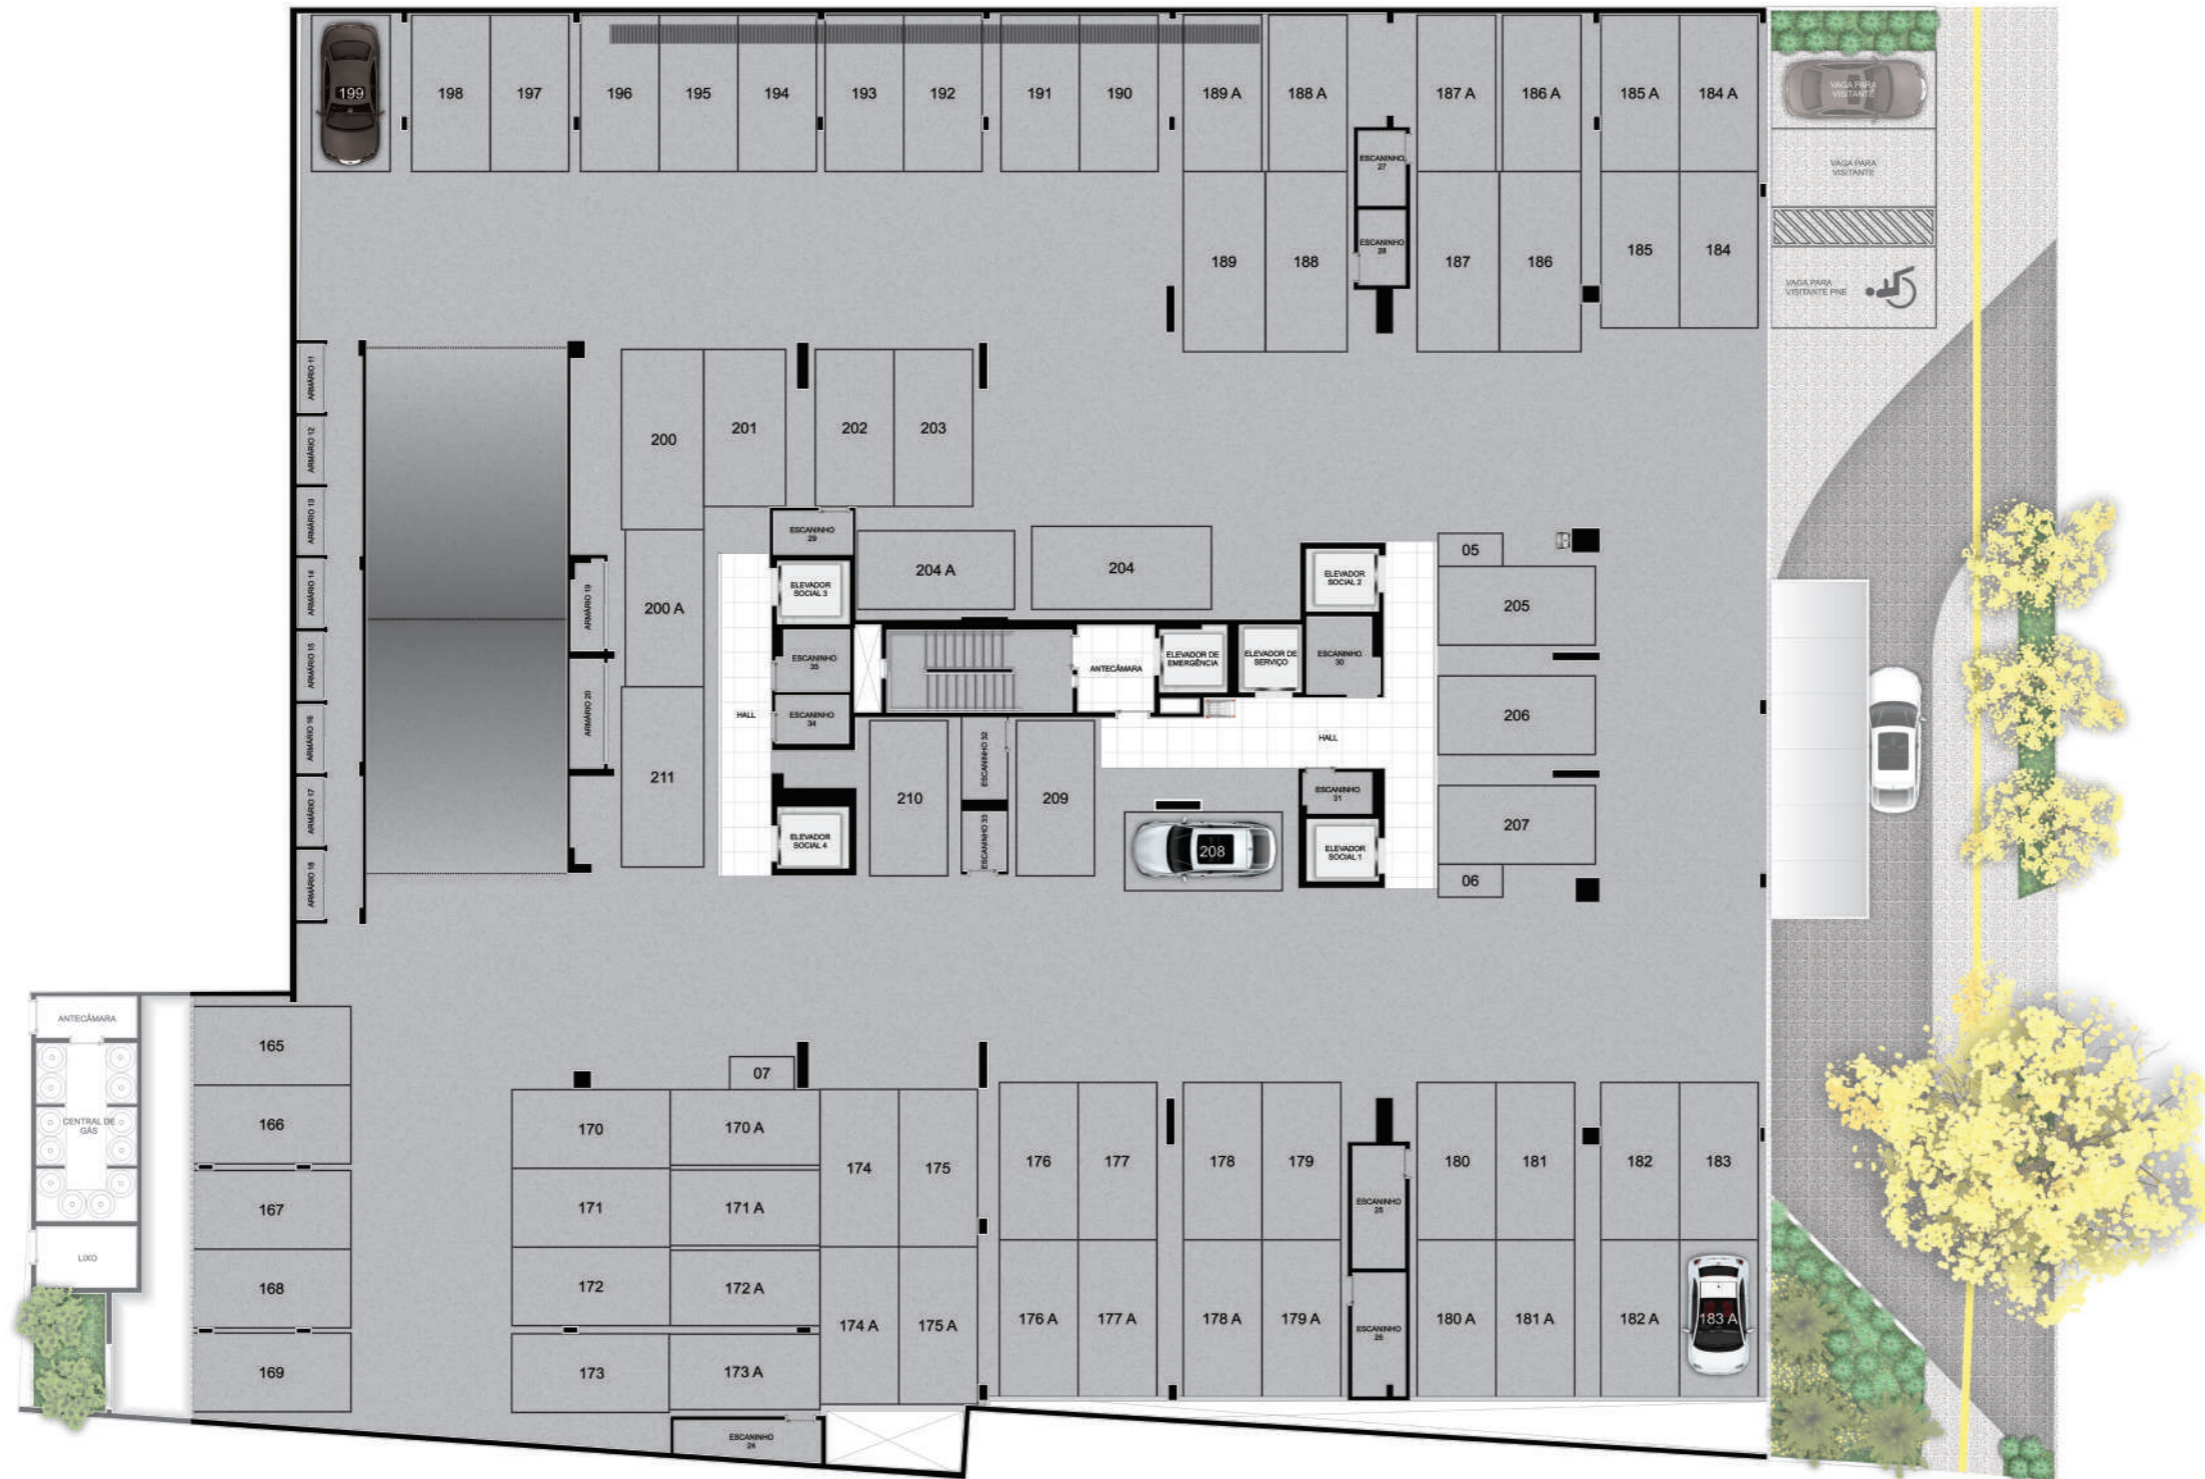 199
198
197
196
195
194
193
192
191
190
189 A
188 A
187 A
186 A
185 A
184 A
VAGA PARA
VISITANTE
ESCANINHO
27
VAGA PARA
VISITANTE
ESCANINHO
28
189
188
187
186
185
184
VAGA PARA
VISITANTE PNE
ARMÁRIO 11
ARMÁRIO 12
ARMÁRIO 13
ARMÁRIO 14
ARMÁRIO 15
ARMÁRIO 16
ARMÁRIO 17
ARMÁRIO 18
200
201
202
203
ESCANINHO
29
204 A
204
ELEVADOR
SOCIAL 3
ELEVADOR
SOCIAL 2
05
205
ARMÁRIO 19
200 A
ARMÁRIO 20
ESCANINHO
35
ANTECÂMARA
ELEVADOR DE
EMERGÊNCIA
ELEVADOR DE
SERVIÇO
ESCANINHO
30
HALL
ESCANINHO
34
HALL
206
211
210
ESCANINHO 32
ESCANINHO 33
209
208
ESCANINHO
31
ELEVADOR
SOCIAL 4
ELEVADOR
SOCIAL 1
207
06
ANTECÂMARA
165
07
CENTRAL DE
GÁS
166
170
170 A
174
175
176
177
178
179
180
181
182
183
167
171
171 A
ESCANINHO
25
LIXO
168
172
172 A
174 A
175 A
176 A
177 A
178 A
179 A
ESCANINHO
26
180 A
181 A
182 A
183 A
169
173
173 A
ESCANINHO
24